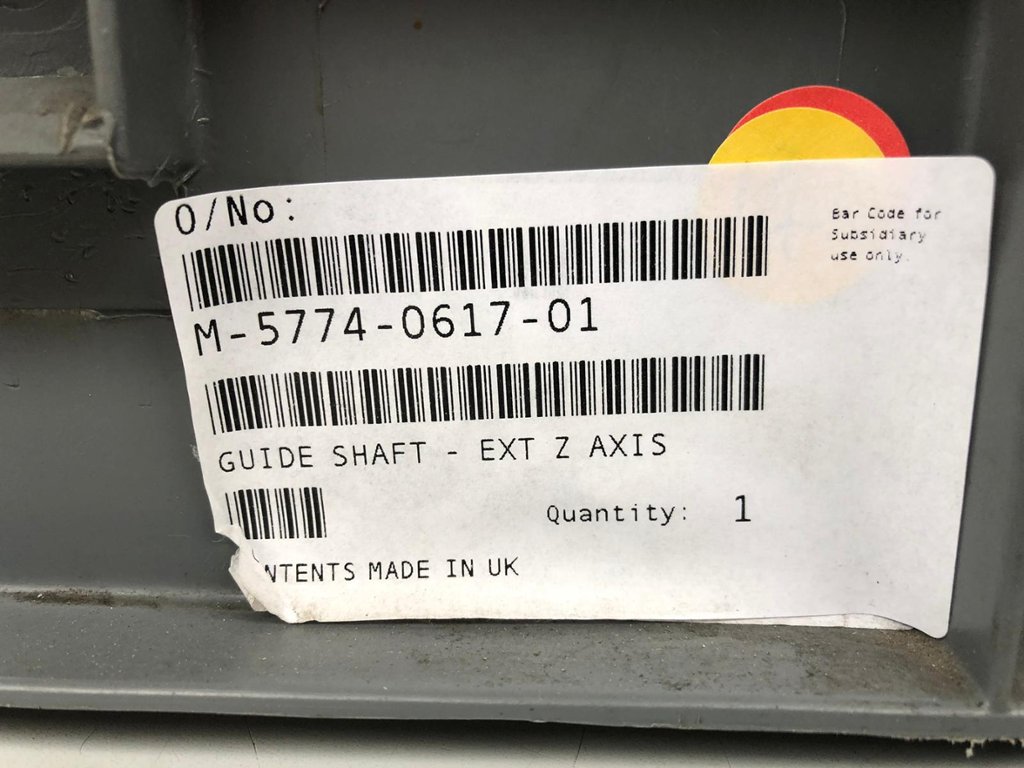 O/No:
Bar Code for
Subsidiary
use only.
M-5774-0617-01
GUIDE SHAFT - EXT Z AXIS
Quantity: 1
NTENTS MADE IN UK